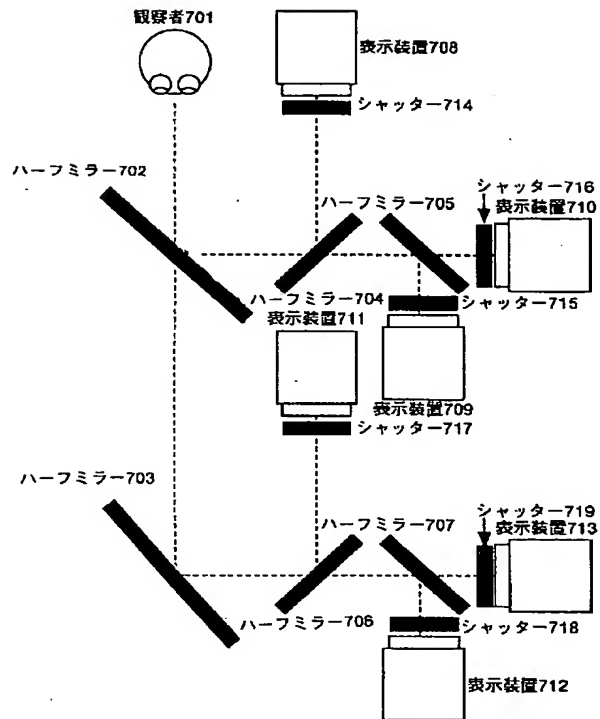 観察者701
表示装置708
シャッター714
ハーフミラー702
シャッター716
ハーフミラー705
表示装置710
ハーフミラー704
シャッター715
表示装置711
表示装置709
シャッター717
ハーフミラー703
シャッター719
ハーフミラー707
表示装置713
ハーフミラー706
シャッター718
表示装置712